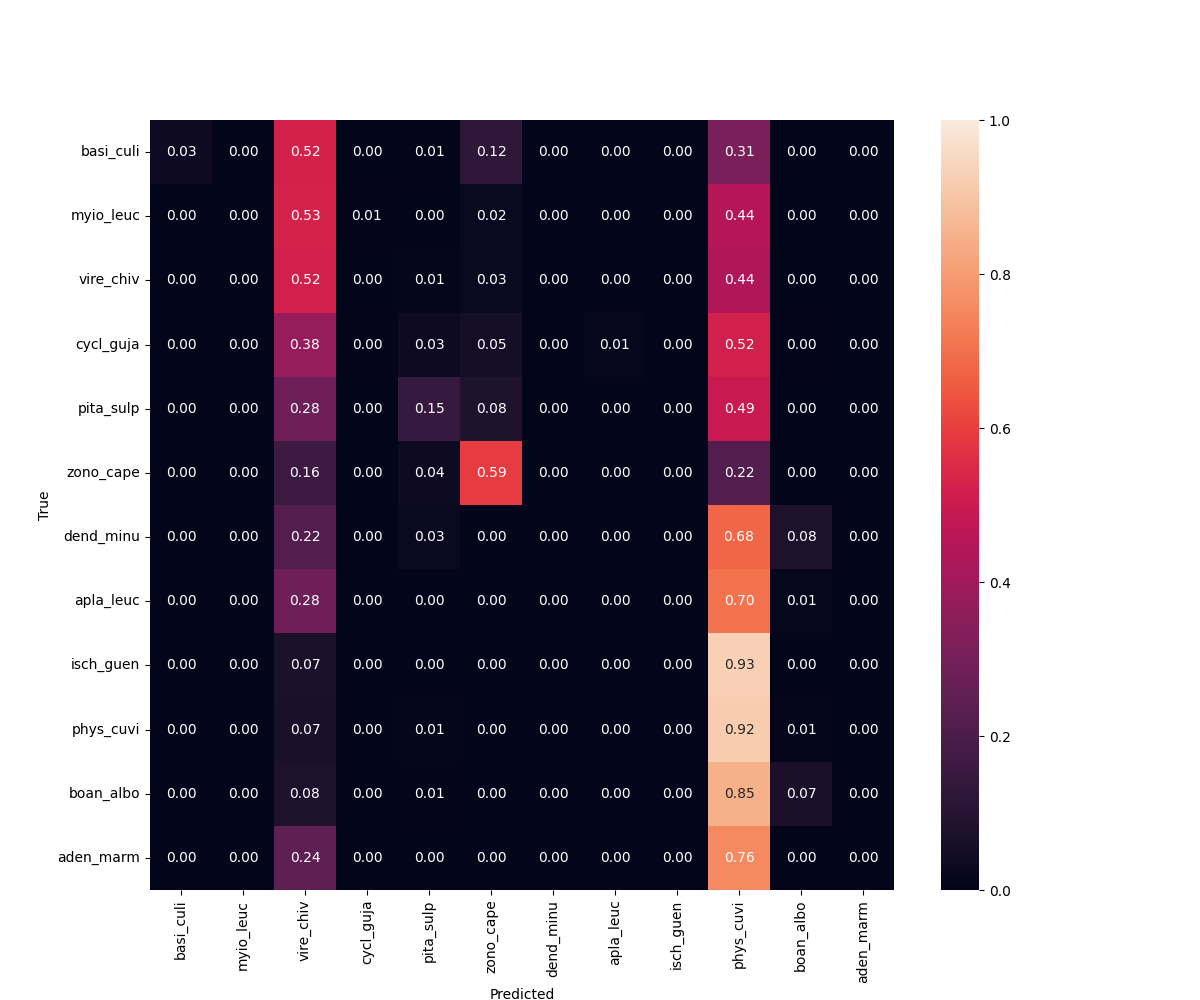 1.0
basi_culi 0.03 0.00 0.52 0.00 0.01 0.12 0.00 0.00 0.00 0.31 0.00 0.00
myio_leuc 0.00 0.00 0.53 0.01 0.00 0.02 0.00 0.00 0.00 0.44 0.00 0.00
vire_chiv 0.00 0.00 0.52 0.00 0.01 0.03 0.00 0.00 0.00 0.44 0.00 0.00
0.8
cycl_guja 0.00 0.00 0.38 0.00 0.03 0.05 0.00 0.01 0.00 0.52 0.00 0.00
pita_sulp 0.00 0.00 0.28 0.00 0.15 0.08 0.00 0.00 0.00 0.49 0.00 0.00
0.6
zono_cape 0.00 0.00 0.16 0.00 0.04 0.59 0.00 0.00 0.00 0.22 0.00 0.00
True
dend_minu 0.00 0.00 0.22 0.00 0.03 0.00 0.00 0.00 0.00 0.68 0.08 0.00
0.4
apla_leuc 0.00 0.00 0.28 0.00 0.00 0.00 0.00 0.00 0.00 0.70 0.01 0.00
isch_guen 0.00 0.00 0.07 0.00 0.00 0.00 0.00 0.00 0.00 0.93 0.00 0.00
phys_cuvi 0.00 0.00 0.07 0.00 0.01 0.00 0.00 0.00 0.00 0.92 0.01 0.00
0.2
boan_albo 0.00 0.00 0.08 0.00 0.01 0.00 0.00 0.00 0.00 0.85 0.07 0.00
aden_marm 0.00 0.00 0.24 0.00 0.00 0.00 0.00 0.00 0.00 0.76 0.00 0.00
0.0
basi_culi myio_leuc vire_chiv cycl_guja pita_sulp zono_cape dend_minu apla_leuc isch_guen phys_cuvi boan_albo aden_marm
Predicted